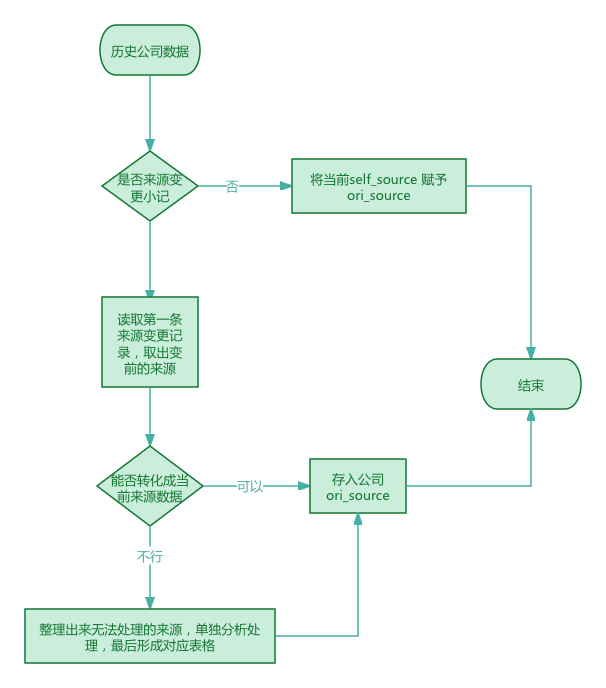 历史公司数据
是否来源变
更小记
否
将当前self_source 赋予
ori_source
读取第一条
来源变更记
录，取出变
前的来源
结束
能否转化成当
前来源数据
可以
存入公司
ori_source
不行
整理出来无法处理的来源，单独分析处
理，最后形成对应表格